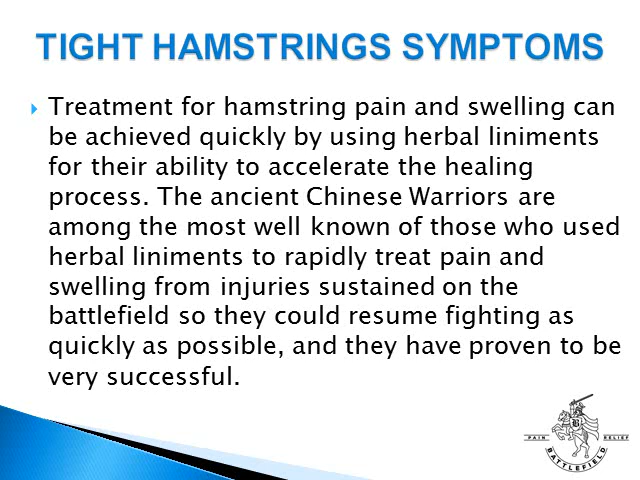 TIGHT HAMSTRINGS SYMPTOMS
Treatment for hamstring pain and swelling can
be achieved quickly by using herbal liniments
for their ability to accelerate the healing
process. The ancient Chinese Warriors are
among the most well known of those who used
herbal liniments to rapidly treat pain and
swelling from injuries sustained on the
battlefield so they could resume fighting as
quickly as possible, and they have proven to be
very successful.
B
PAIN RELIEF
BATTLEFIELD